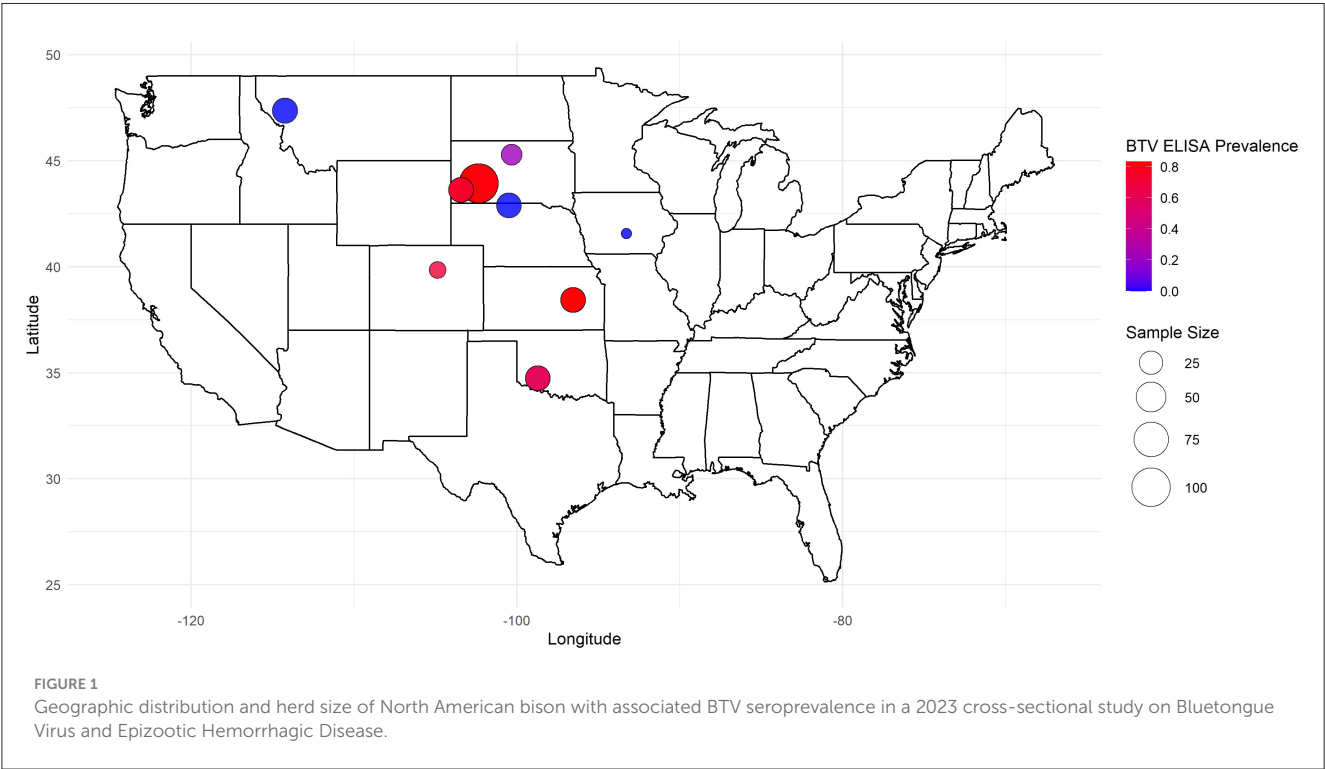 50
45
40
35
30
25
Latitude
-120
-100
-80
Longitude
BTV ELISA Prevalence
0.8
0.6
0.4
0.2
0.0
Sample Size
25
50
75
100
FIGURE 1
Geographic distribution and herd size of North American bison with associated BTV seroprevalence in a 2023 cross-sectional study on Bluetongue
Virus and Epizootic Hemorrhagic Disease.